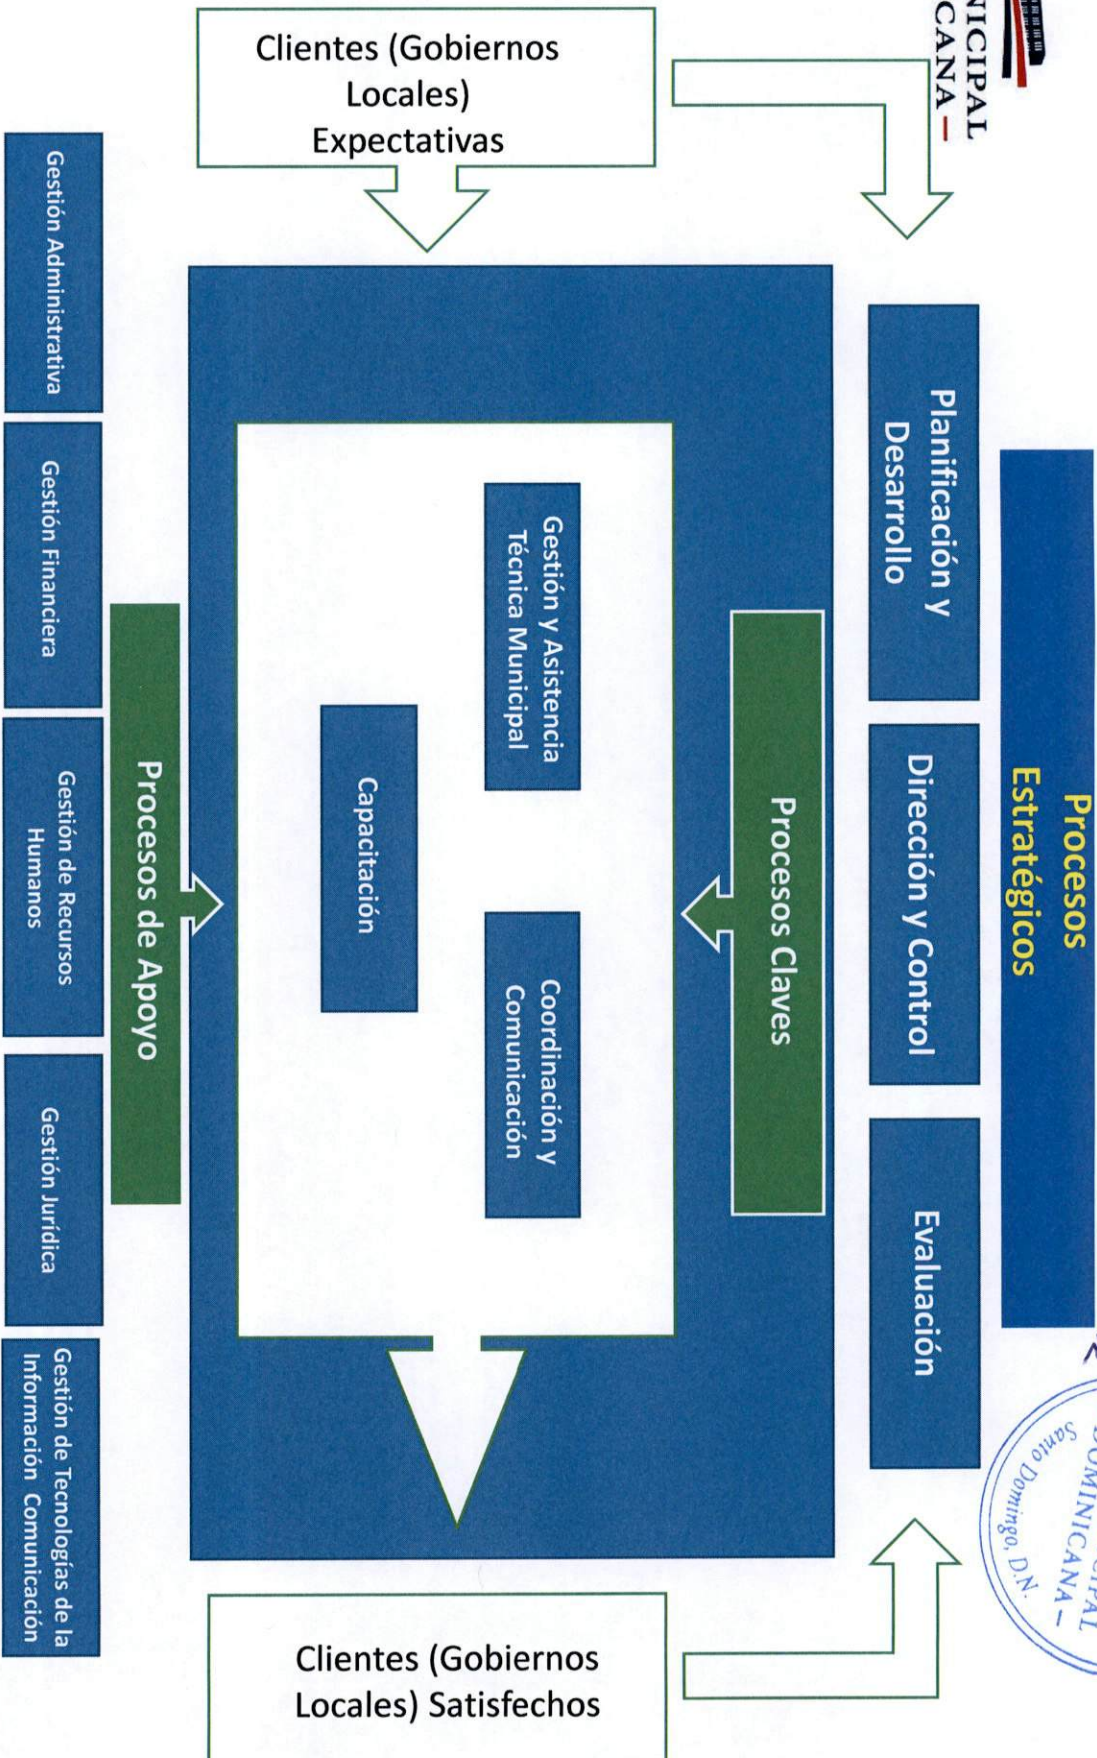 NICIPAL
CANA—
Procesos
Estratégicos
Planificación y
Desarrollo
Dirección y Control
Evaluación
Clientes (Gobiernos
Locales)
Expectativas
Procesos Claves
Gestión y Asistencia
Técnica Municipal
Coordinación y
Comunicación
Capacitación
Clientes (Gobiernos
Locales) Satisfechos
Procesos de Apoyo
Gestión Administrativa
Gestión Financiera
Gestión de Recursos
Humanos
Gestión Jurídica
Gestión de Tecnologías de la
Información Comunicación
CIPAL
DOMINICANA —
Santo Domingo, D.N.